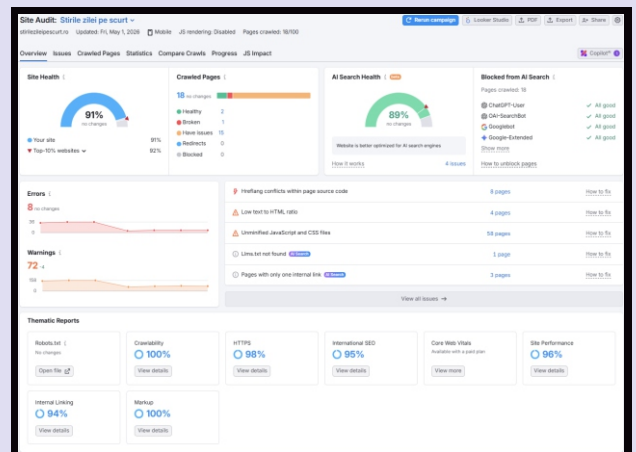 Site Audit: Stirile zilei pe scurt
Rerun campaign
Looker Studio
PDF
Export
Share
stirilezileipescurt.ro Updated: Fri, May 1, 2026 Mobile JS rendering: Disabled Pages crawled: 18/100
Overview Issues Crawled Pages Statistics Compare Crawls Progress JS Impact
Copilot
Site Health
91%
no changes
Your site 91%
Top-10% websites 92%
Crawled Pages
18 no changes
Healthy 2
Broken 1
Have issues 15
Redirects 0
Blocked 0
AI Search Health
89%
no changes
Website is better optimized for AI search engines
How it works 4 issues
Blocked from AI Search
Pages crawled: 18
ChatGPT-User All good
OAI-SearchBot All good
Googlebot All good
Google-Extended All good
Show more
How to unblock pages
Errors
8 no changes
0
Warnings
72
0
Hreflang conflicts within page source code 8 pages How to fix
Low text to HTML ratio 4 pages How to fix
Unminified JavaScript and CSS files 59 pages How to fix
Llms.txt not found AI Search 1 page How to fix
Pages with only one internal link AI Search 3 pages How to fix
View all issues →
Thematic Reports
Robots.txt
No changes
Open file
Crawlability
100%
View details
HTTPS
98%
View details
International SEO
95%
View details
Core Web Vitals
Available with a paid plan
View more
Site Performance
96%
View details
Internal Linking
94%
View details
Markup
100%
View details